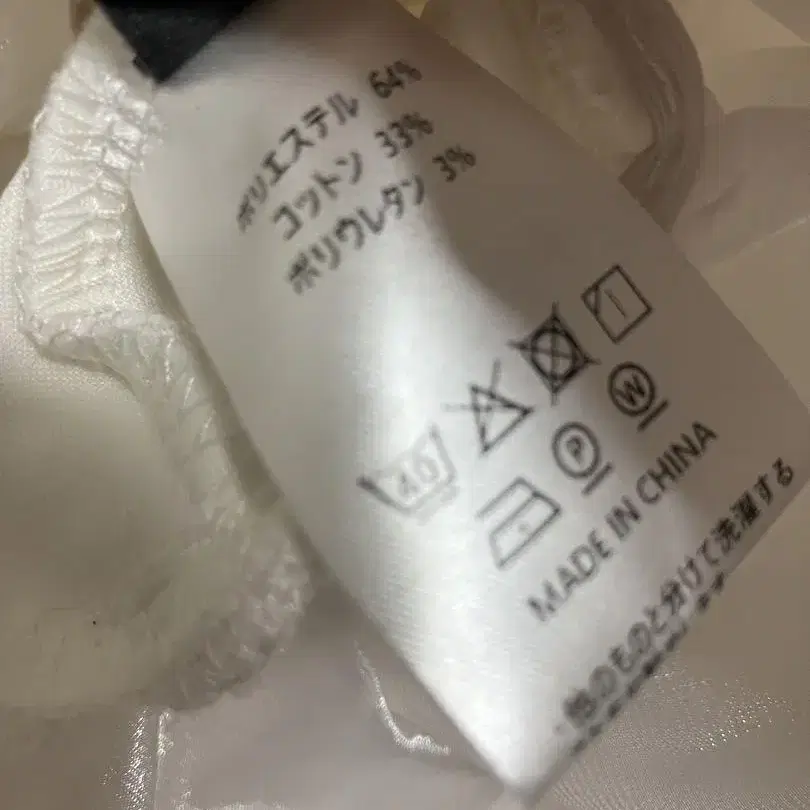 ポリエステル 64%
コットン 33%
ポリウレタン 3%
40
P W
MADE IN CHINA
他のものと分けて洗濯する